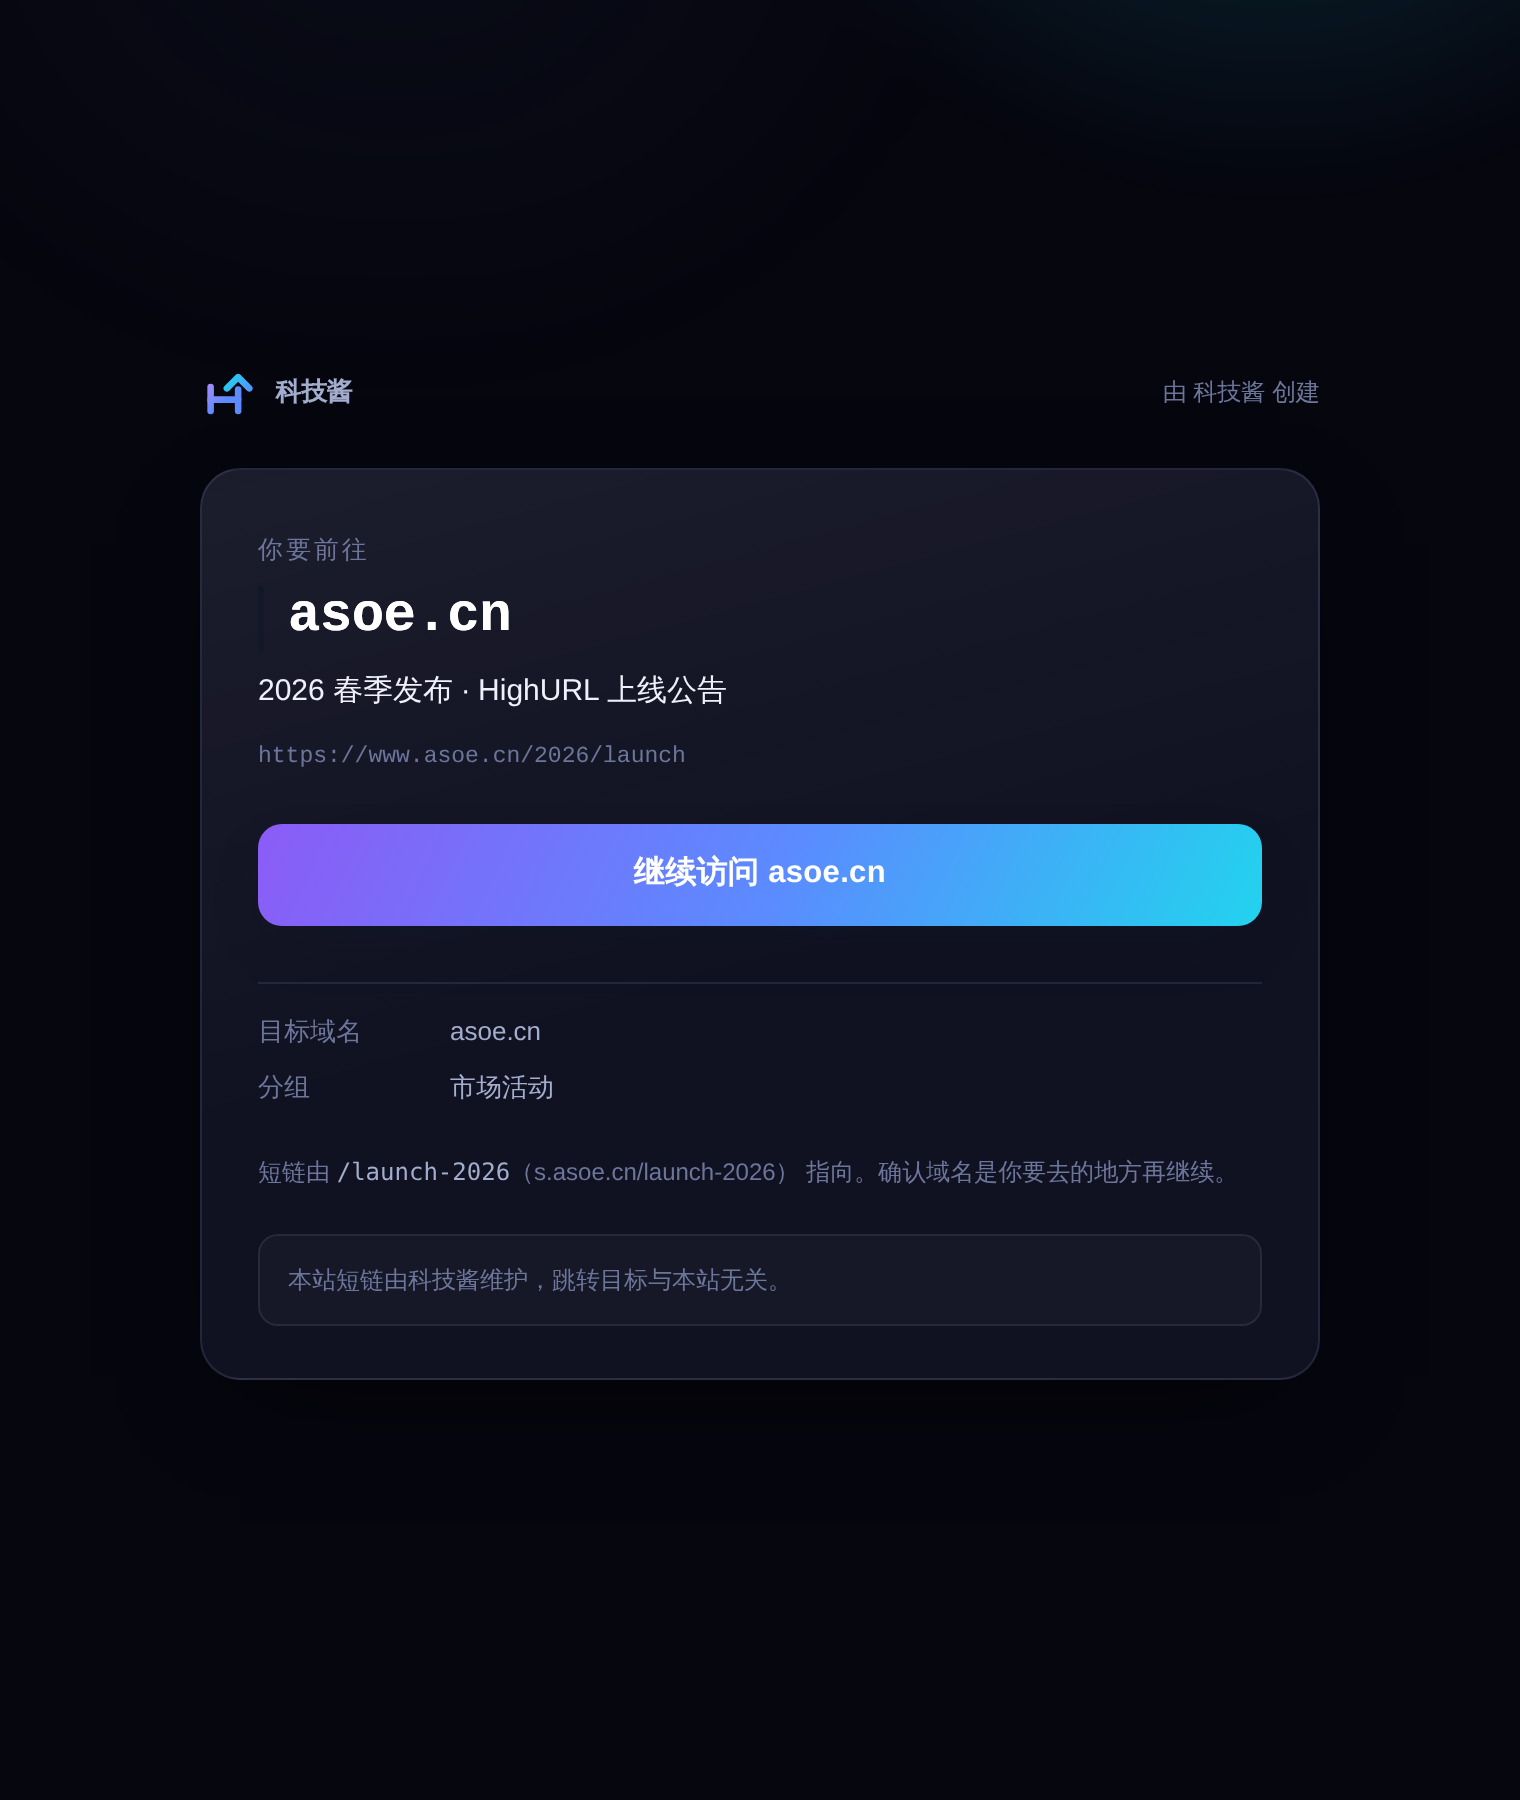 科技酱
由 科技酱 创建
你要前往
asoe.cn
2026 春季发布 · HighURL 上线公告
https://www.asoe.cn/2026/launch
继续访问 asoe.cn
目标域名 asoe.cn
分组 市场活动
短链由 /launch-2026（s.asoe.cn/launch-2026） 指向。确认域名是你要去的地方再继续。
本站短链由科技酱维护，跳转目标与本站无关。